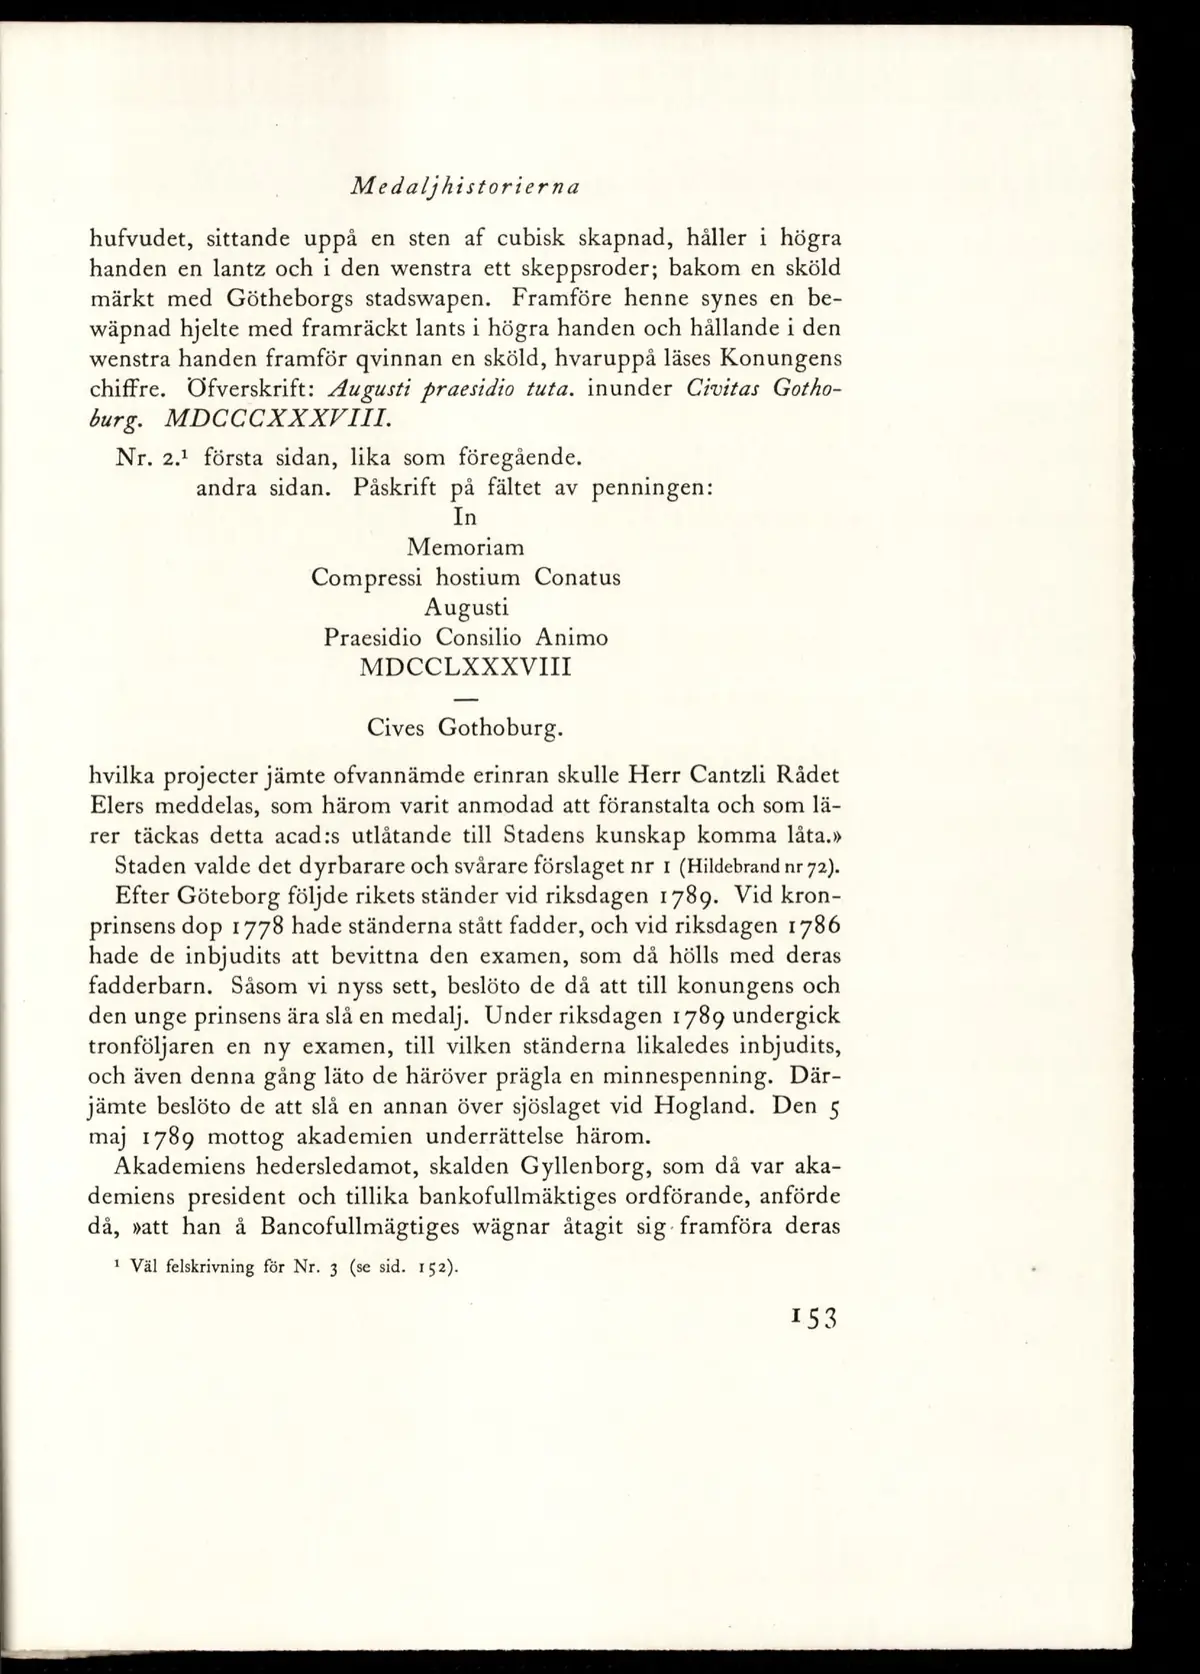 Medaljhistorierna
hufvudet, sittande uppå en sten af cubisk skapnad, håller i högra
handen en lantz och i den wenstra ett skeppsroder; bakom en sköld
märkt med Götheborgs stadswapen. Framföre henne synes en be-
wäpnad hjelte med framräckt lants i högra handen och hållande i den
wenstra handen framför qvinnan en sköld, hvaruppå läses Konungens
chiffre. Öfverskrift: Augusti praesidio tuta. inunder Civitas Gotho-
burg. MDCCCXXXVIII.
Nr. 2.¹ första sidan, lika som föregående.
andra sidan. Påskrift på fältet av penningen:
In
Memoriam
Compressi hostium Conatus
Augusti
Praesidio Consilio Animo
MDCCLXXXVIII
—
Cives Gothoburg.
hvilka projecter jämte ofvannämde erinran skulle Herr Cantzli Rådet
Elers meddelas, som härom varit anmodad att föranstalta och som lä-
rer täckas detta acad:s utlåtande till Stadens kunskap komma låta.»
Staden valde det dyrbarare och svårare förslaget nr 1 (Hildebrand nr 72).
Efter Göteborg följde rikets ständer vid riksdagen 1789. Vid kron-
prinsens dop 1778 hade ständerna stått fadder, och vid riksdagen 1786
hade de inbjudits att bevittna den examen, som då hölls med deras
fadderbarn. Såsom vi nyss sett, beslöto de då att till konungens och
den unge prinsens ära slå en medalj. Under riksdagen 1789 undergick
tronföljaren en ny examen, till vilken ständerna likaledes inbjudits,
och även denna gång läto de häröver prägla en minnespenning. Där-
jämte beslöto de att slå en annan över sjöslaget vid Hogland. Den 5
maj 1789 mottog akademien underrättelse härom.
Akademiens hedersledamot, skalden Gyllenborg, som då var aka-
demiens president och tillika bankofullmäktiges ordförande, anförde
då, »att han å Bancofullmägtiges wägnar åtagit sig framföra deras
¹ Väl felskrivning för Nr. 3 (se sid. 152).
153